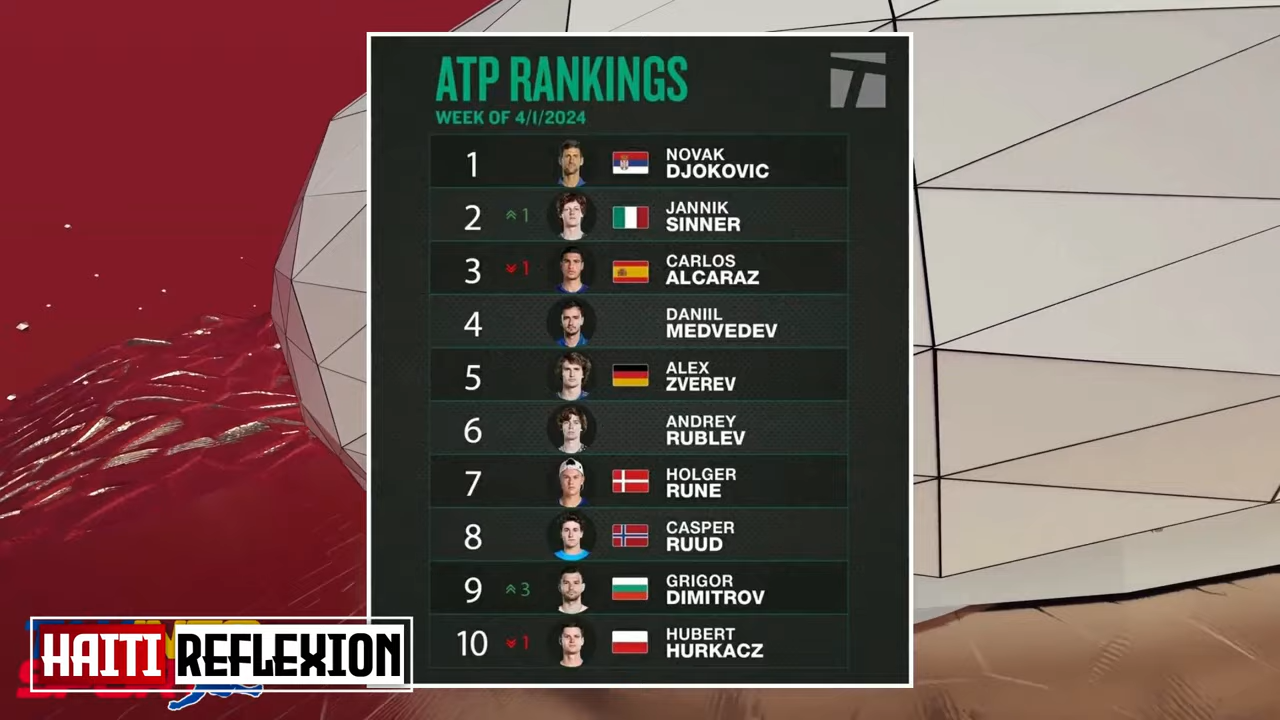 ATP RANKINGS
WEEK OF 4/1/2024
1 NOVAK DJOKOVIC
2 1 JANNIK SINNER
3 1 CARLOS ALCARAZ
4 DANIIL MEDVEDEV
5 ALEX ZVEREV
6 ANDREY RUBLEV
7 HOLGER RUNE
8 CASPER RUUD
9 3 GRIGOR DIMITROV
10 1 HUBERT HURKACZ
HAITI REFLEXION